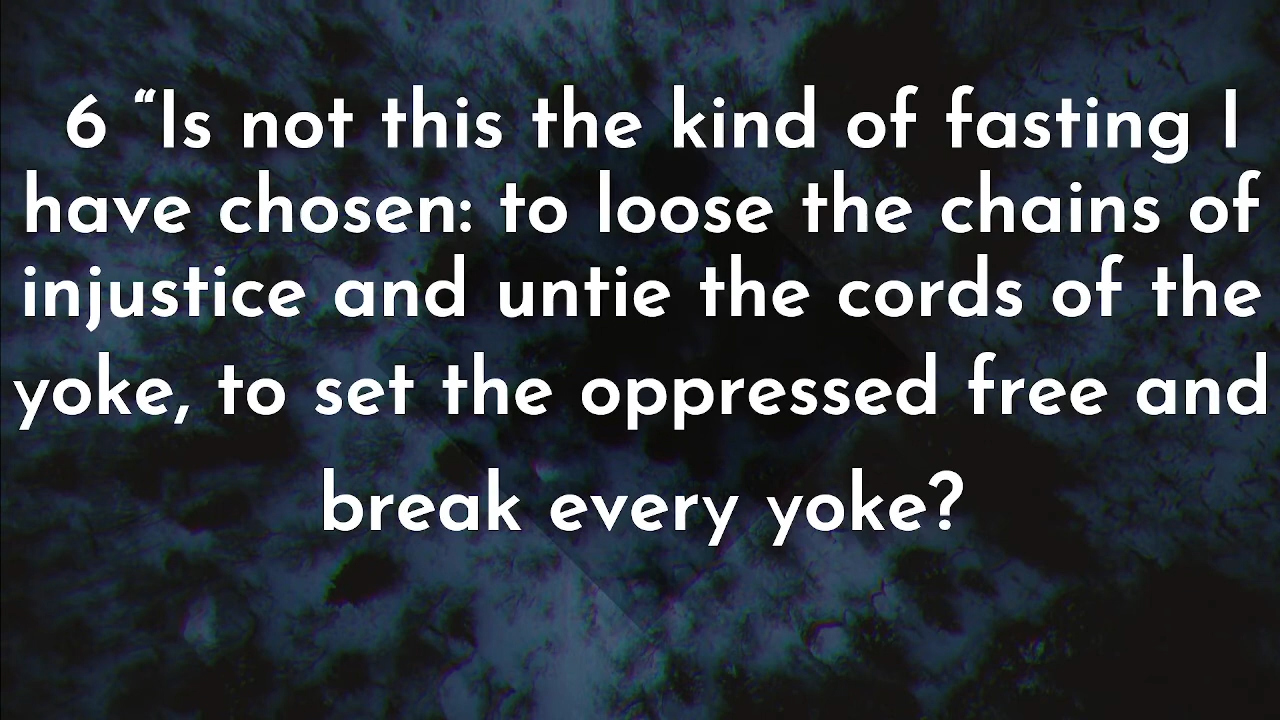 6 “Is not this the kind of fasting I
have chosen: to loose the chains of
injustice and untie the cords of the
yoke, to set the oppressed free and
break every yoke?